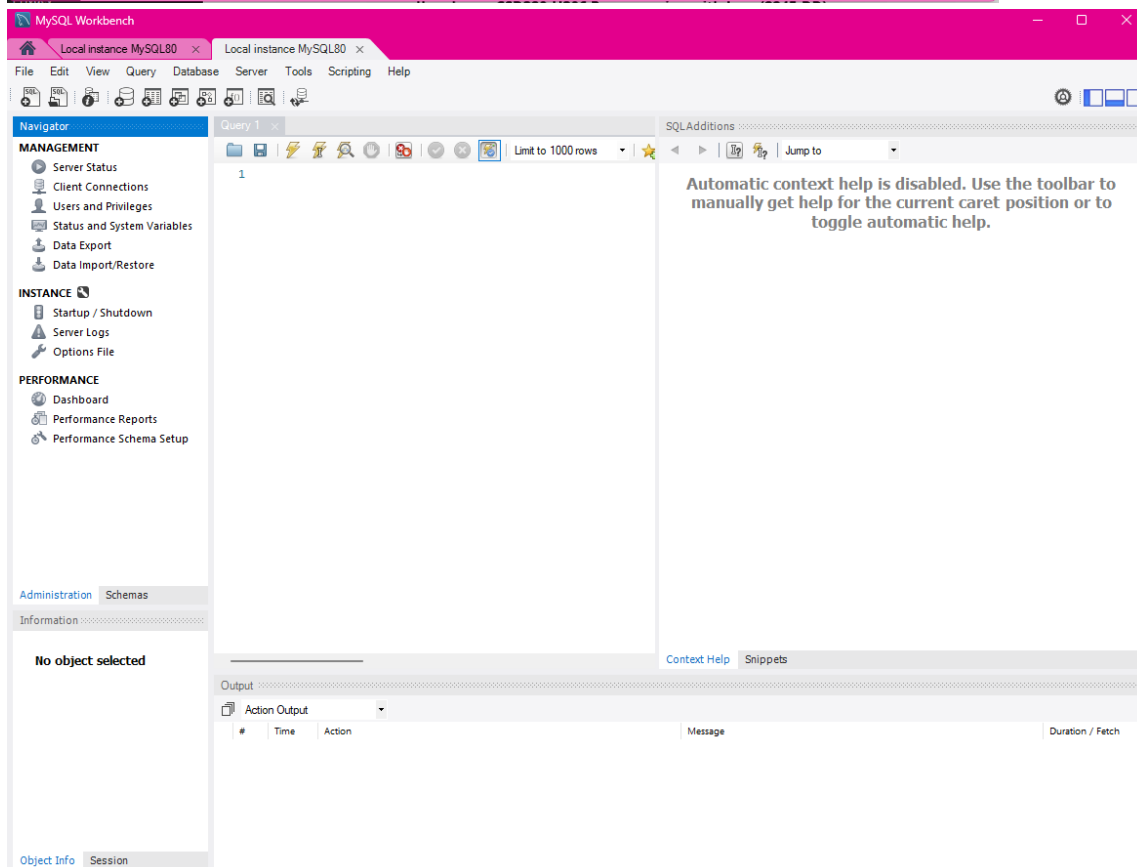 MySQL Workbench
Local instance MySQL80
Local instance MySQL80
File Edit View Query Database Server Tools Scripting Help
Navigator
MANAGEMENT
Server Status
Client Connections
Users and Privileges
Status and System Variables
Data Export
Data Import/Restore
INSTANCE
Startup / Shutdown
Server Logs
Options File
PERFORMANCE
Dashboard
Performance Reports
Performance Schema Setup
Administration Schemas
Information
No object selected
Object Info Session
Query 1
Limit to 1000 rows
1
SQLAdditions
Jump to
Automatic context help is disabled. Use the toolbar to
manually get help for the current caret position or to
toggle automatic help.
Context Help Snippets
Output
Action Output
# Time Action Message Duration / Fetch